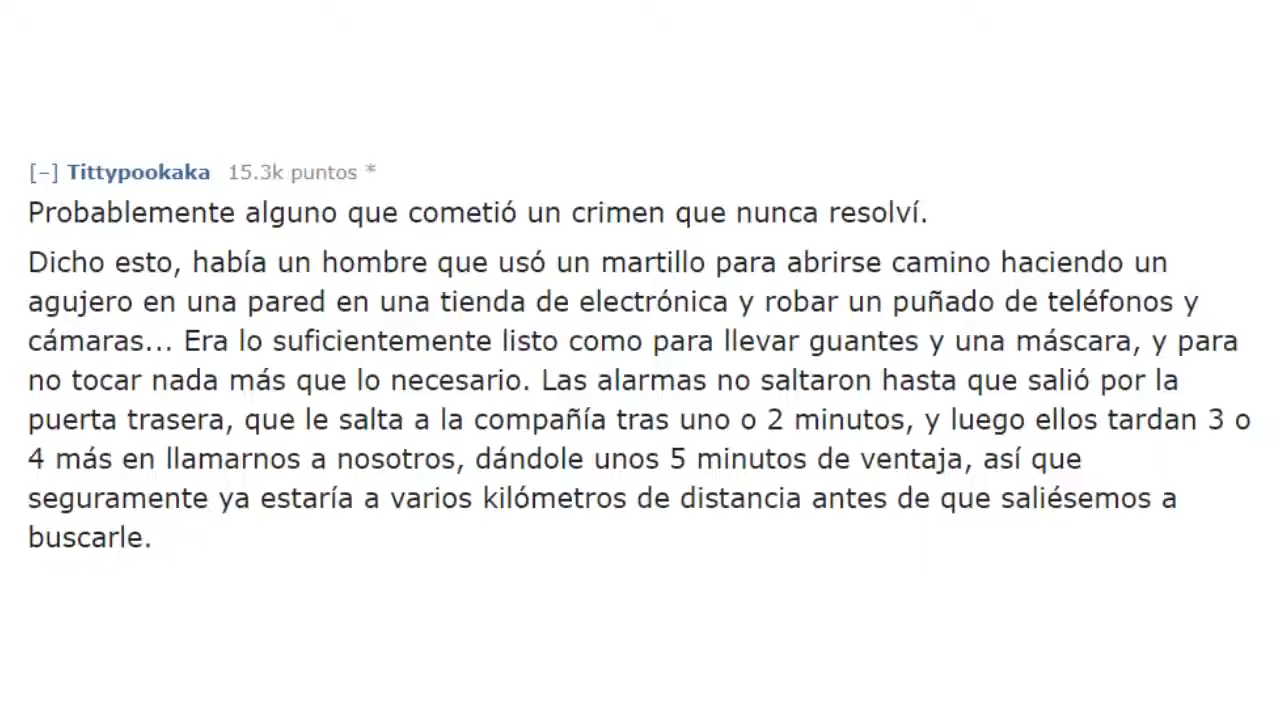 [–] Tittypookaka 15.3k puntos *
Probablemente alguno que cometió un crimen que nunca resolví.
Dicho esto, había un hombre que usó un martillo para abrirse camino haciendo un
agujero en una pared en una tienda de electrónica y robar un puñado de teléfonos y
cámaras... Era lo suficientemente listo como para llevar guantes y una máscara, y para
no tocar nada más que lo necesario. Las alarmas no saltaron hasta que salió por la
puerta trasera, que le salta a la compañía tras uno o 2 minutos, y luego ellos tardan 3 o
4 más en llamarnos a nosotros, dándole unos 5 minutos de ventaja, así que
seguramente ya estaría a varios kilómetros de distancia antes de que saliésemos a
buscarle.